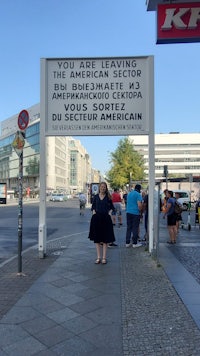 YOU ARE LEAVING
THE AMERICAN SECTOR
ВЫ ВЫЕЗЖАЕТЕ ИЗ
АМЕРИКАНСКОГО СЕКТОРА
VOUS SORTEZ
DU SECTEUR AMÉRICAIN
SIE VERLASSEN DEN AMERIKANISCHEN SEKTOR
KF